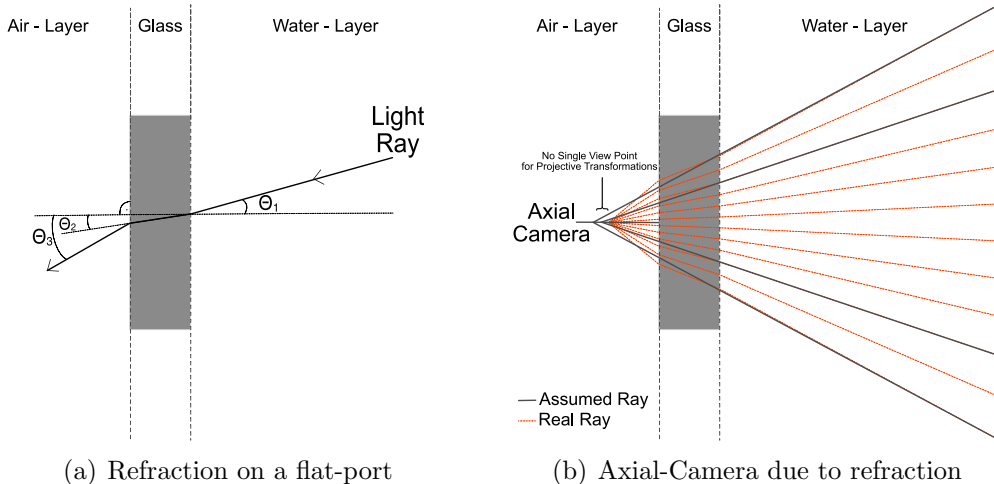 Air - Layer
Glass
Water - Layer
Light
Ray
Θ1
Θ2
Θ3
(a) Refraction on a flat-port
Air - Layer
Glass
Water - Layer
No Single View Point
for Projective Transformations
Axial
Camera
Assumed Ray
Real Ray
(b) Axial-Camera due to refraction